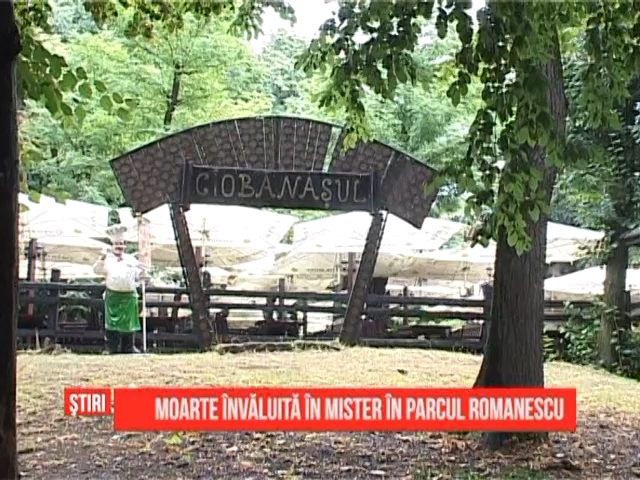 CIOBANAŞUL
ŞTIRI
MOARTE ÎNVĂLUITĂ ÎN MISTER ÎN PARCUL ROMANESCU